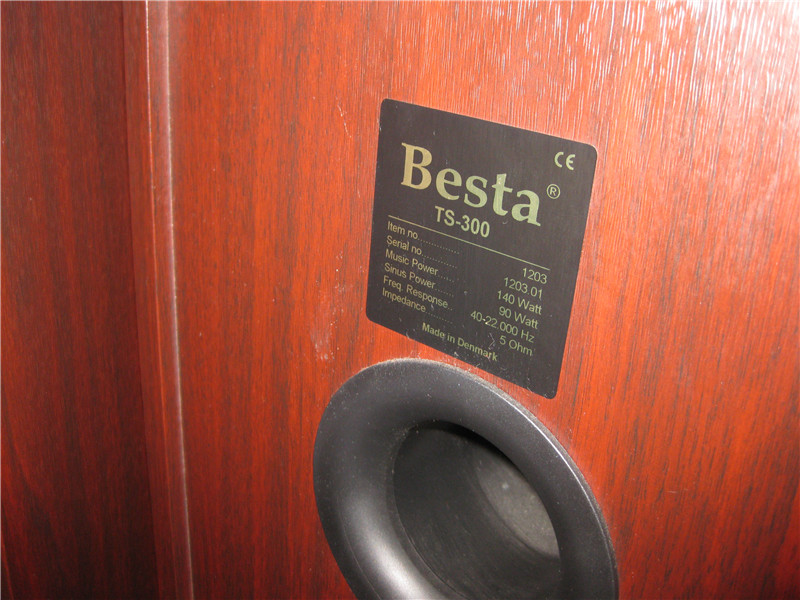 CE
Besta®
TS-300
Item no.............. 1203
Serial no............ 1203.01
Music Power..... 140 Watt
Sinus Power...... 90 Watt
Freq. Response.. 40-22.000 Hz
Impedance......... 5 Ohm
Made in Denmark